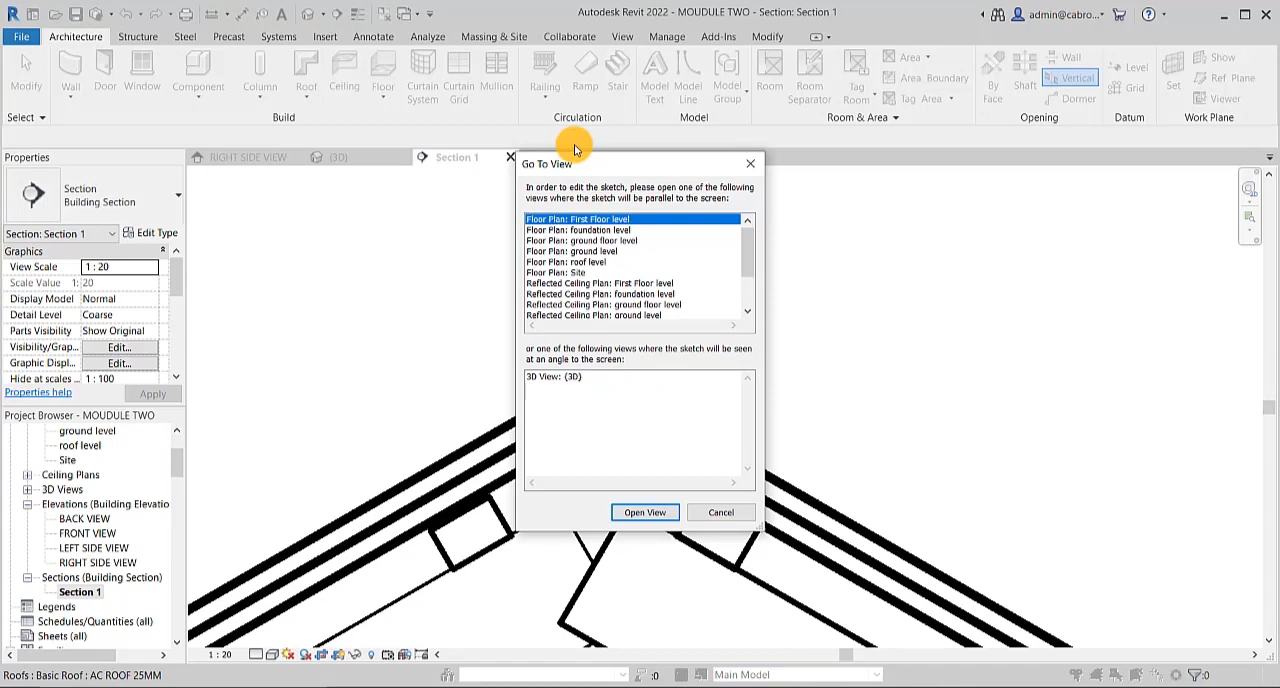 Autodesk Revit 2022 - MOUDULE TWO - Section: Section 1
admin@cabro...
File Architecture Structure Steel Precast Systems Insert Annotate Analyze Massing & Site Collaborate View Manage Add-Ins Modify
Modify Wall Door Window Component Column Roof Ceiling Floor Curtain System Curtain Grid Mullion Railing Ramp Stair Model Text Model Line Model Group Room Room Separator Tag Room
Area
Area Boundary
Tag Area
By Face Shaft
Wall
Vertical
Dormer
Level
Grid
Set
Show
Ref Plane
Viewer
Select Build Circulation Model Room & Area Opening Datum Work Plane
Properties
RIGHT SIDE VIEW {3D} Section 1
Section
Building Section
Section: Section 1 Edit Type
Graphics
View Scale 1 : 20
Scale Value 1: 20
Display Model Normal
Detail Level Coarse
Parts Visibility Show Original
Visibility/Grap... Edit...
Graphic Displ... Edit...
Hide at scales ... 1 : 100
Properties help Apply
Project Browser - MOUDULE TWO
ground level
roof level
Site
Ceiling Plans
3D Views
Elevations (Building Elevatio
BACK VIEW
FRONT VIEW
LEFT SIDE VIEW
RIGHT SIDE VIEW
Sections (Building Section)
Section 1
Legends
Schedules/Quantities (all)
Sheets (all)
Go To View
In order to edit the sketch, please open one of the following
views where the sketch will be parallel to the screen:
Floor Plan: First Floor level
Floor Plan: foundation level
Floor Plan: ground floor level
Floor Plan: ground level
Floor Plan: roof level
Floor Plan: Site
Reflected Ceiling Plan: First Floor level
Reflected Ceiling Plan: foundation level
Reflected Ceiling Plan: ground floor level
Reflected Ceiling Plan: ground level
or one of the following views where the sketch will be seen
at an angle to the screen:
3D View: {3D}
Open View Cancel
1 : 20
Roofs : Basic Roof : AC ROOF 25MM
:0 Main Model :0